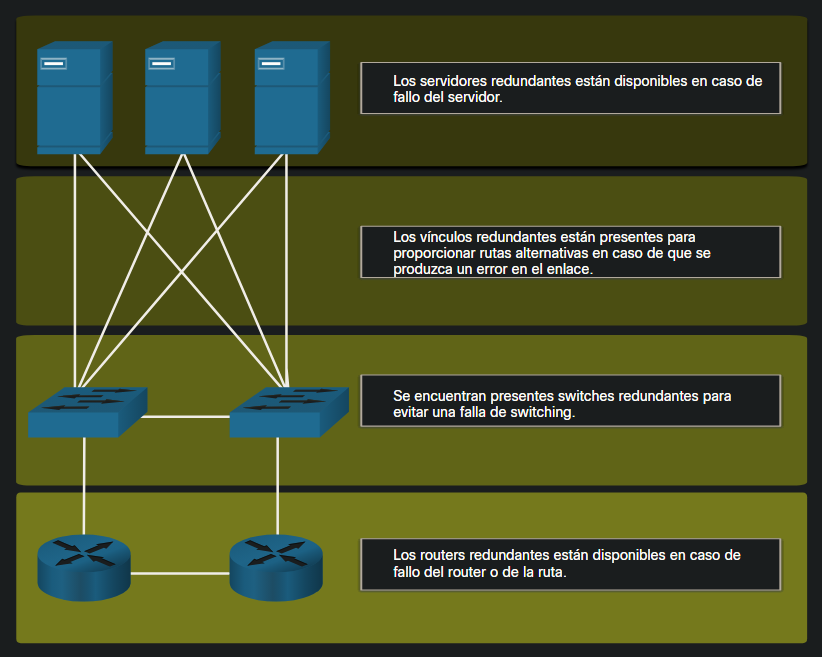 Los servidores redundantes están disponibles en caso de
fallo del servidor.
Los vínculos redundantes están presentes para
proporcionar rutas alternativas en caso de que se
produzca un error en el enlace.
Se encuentran presentes switches redundantes para
evitar una falla de switching.
Los routers redundantes están disponibles en caso de
fallo del router o de la ruta.